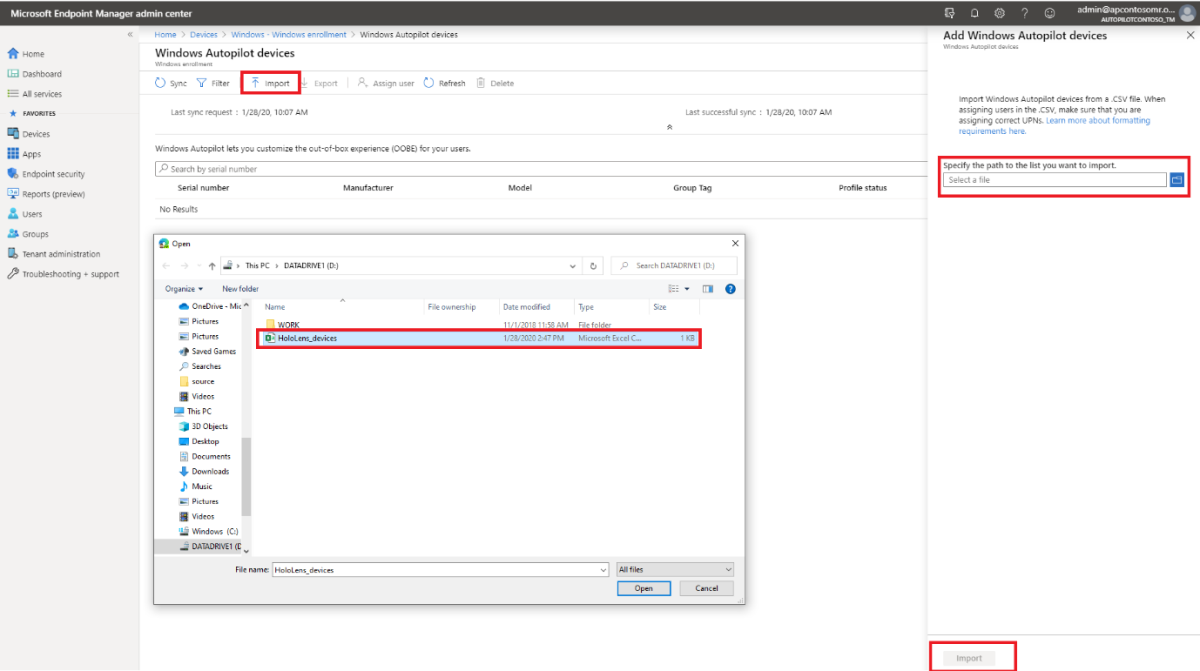 Microsoft Endpoint Manager admin center
admin@apcontosomr.o...
AUTOPILOTCONTOSO_TM
«
Home
Dashboard
All services
FAVORITES
Devices
Apps
Endpoint security
Reports (preview)
Users
Groups
Tenant administration
Troubleshooting + support
Home > Devices > Windows - Windows enrollment > Windows Autopilot devices
Windows Autopilot devices
Windows enrollment
Sync Filter Import Export Assign user Refresh Delete
Last sync request : 1/28/20, 10:07 AM Last successful sync : 1/28/20, 10:07 AM
Windows Autopilot lets you customize the out-of-box experience (OOBE) for your users.
Search by serial number
Serial number Manufacturer Model Group Tag Profile status
No Results
Open
This PC > DATADRIVE1 (D:) Search DATADRIVE1 (D:)
Organize New folder
Name File ownership Date modified Type Size
WORK 11/1/2018 11:58 AM File folder
HoloLens_devices 1/28/2020 2:47 PM Microsoft Excel C... 1 KB
OneDrive - Mic
Pictures
Pictures
Saved Games
Searches
source
Videos
This PC
3D Objects
Desktop
Documents
Downloads
Music
Pictures
Videos
Windows (C:)
DATADRIVE1 (D
File name: HoloLens_devices All files
Open Cancel
Add Windows Autopilot devices
Windows Autopilot devices
Import Windows Autopilot devices from a .CSV file. When
assigning users in the .CSV, make sure that you are
assigning correct UPNs. Learn more about formatting
requirements here.
Specify the path to the list you want to import.
Select a file
Import